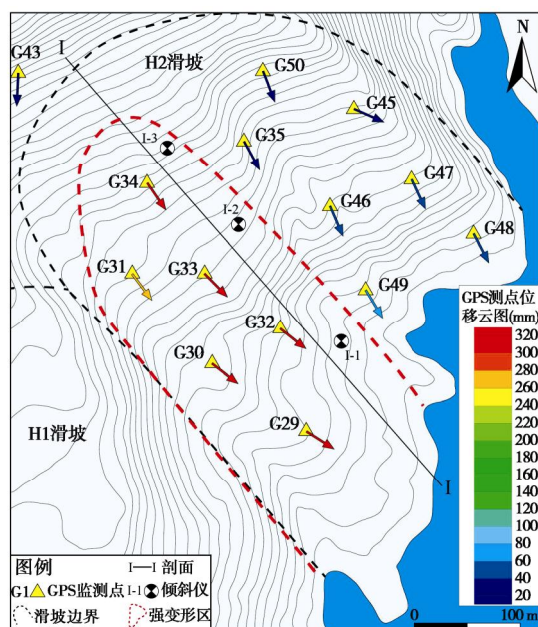 G43
I
H2滑坡
G50
N
G45
I-3
G35
G34
G47
I-2
G46
G48
G31
G33
G49
GPS测点位
移云图(mm)
G32
320
300
280
260
240
220
200
180
160
140
120
100
80
60
40
20
I-1
G30
H1滑坡
G29
I
图例
I—I 剖面
G1 GPS监测点 I-1 倾斜仪
滑坡边界 强变形区
0 100 m